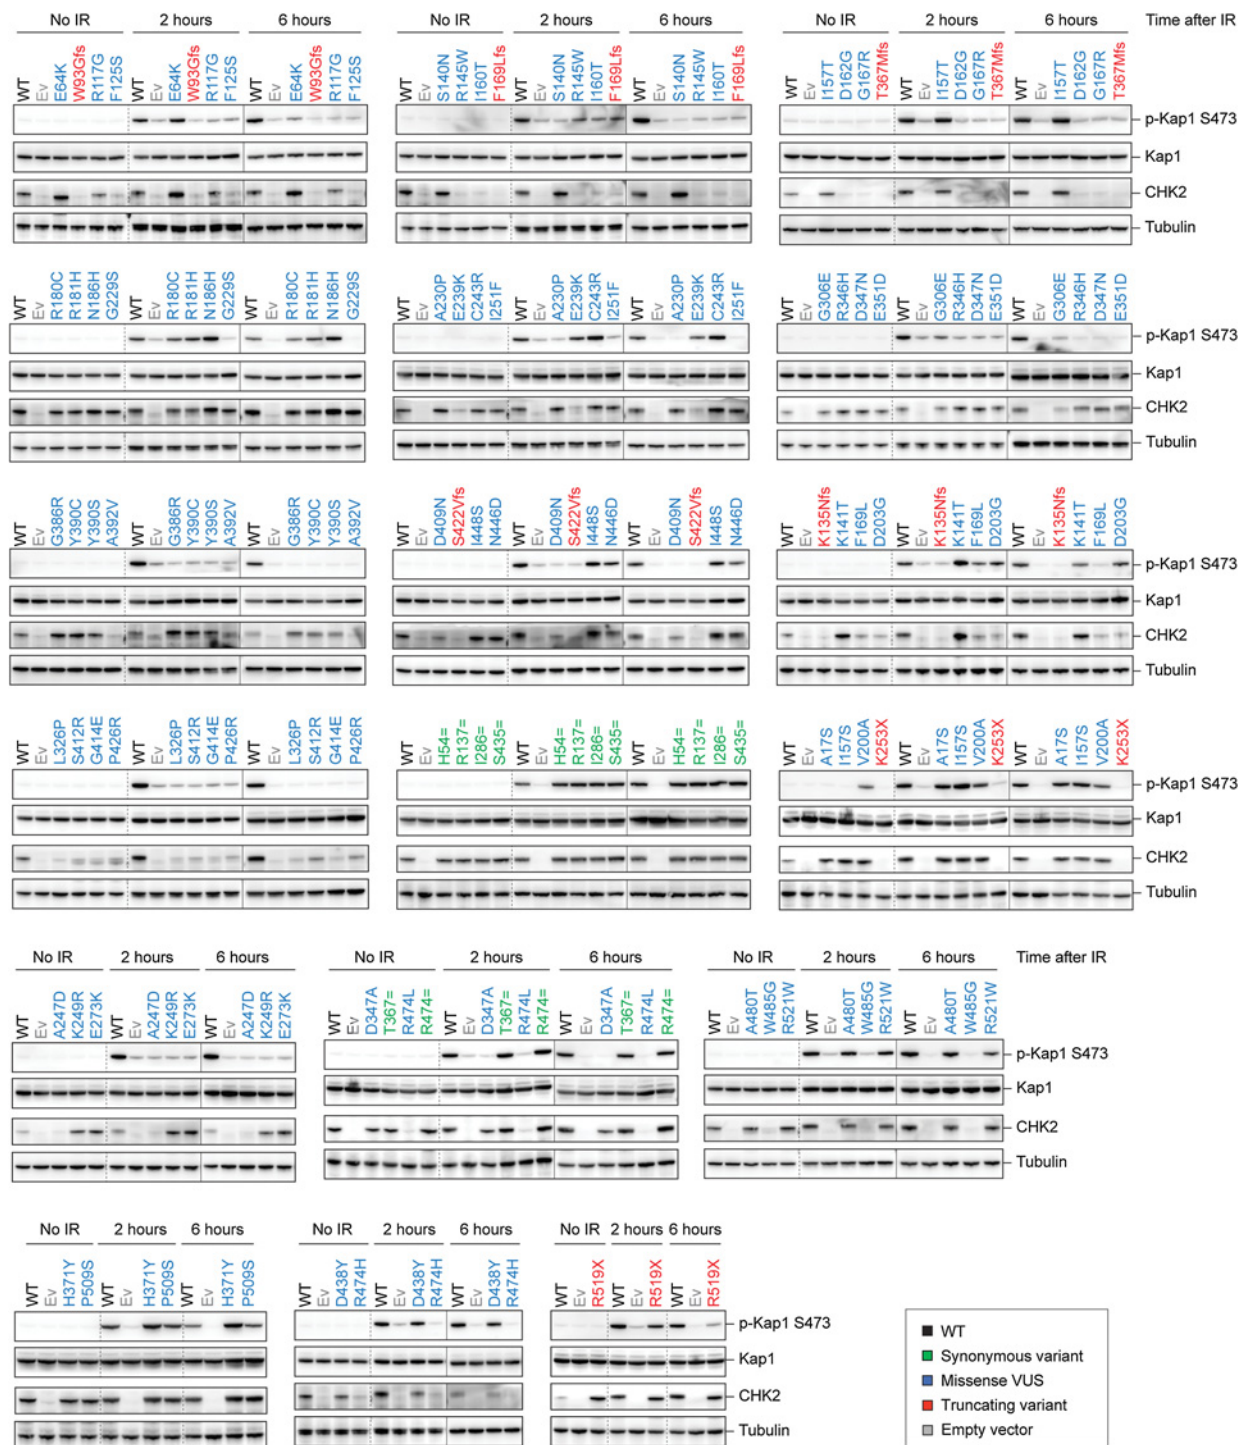 No IR 2 hours 6 hours No IR 2 hours 6 hours No IR 2 hours 6 hours Time after IR
WT Ev E64K W93Gfs R117G F125S WT Ev E64K W93Gfs R117G F125S WT Ev E64K W93Gfs R117G F125S WT Ev S140N R145W I160T F169Lfs WT Ev S140N R145W I160T F169Lfs WT Ev S140N R145W I160T F169Lfs WT Ev I157T D162G G167R T367Mfs WT Ev I157T D162G G167R T367Mfs WT Ev I157T D162G G167R T367Mfs
p-Kap1 S473
Kap1
CHK2
Tubulin
WT Ev R180C R181H N186H G229S WT Ev R180C R181H N186H G229S WT Ev R180C R181H N186H G229S WT Ev A230P E239K C243R I251F WT Ev A230P E239K C243R I251F WT Ev A230P E239K C243R I251F WT Ev G306E R346H D347N E351D WT Ev G306E R346H D347N E351D WT Ev G306E R346H D347N E351D
p-Kap1 S473
Kap1
CHK2
Tubulin
WT Ev G386R Y390C Y390S A392V WT Ev G386R Y390C Y390S A392V WT Ev G386R Y390C Y390S A392V WT Ev D409N S422Vfs I448S N446D WT Ev D409N S422Vfs I448S N446D WT Ev D409N S422Vfs I448S N446D WT Ev K135Nfs K141T F169L D203G WT Ev K135Nfs K141T F169L D203G WT Ev K135Nfs K141T F169L D203G
p-Kap1 S473
Kap1
CHK2
Tubulin
WT Ev L326P S412R G414E P426R WT Ev L326P S412R G414E P426R WT Ev L326P S412R G414E P426R WT Ev H54= R137= I286= S435= WT Ev H54= R137= I286= S435= WT Ev H54= R137= I286= S435= WT Ev A17S I157S V200A K253X WT Ev A17S I157S V200A K253X WT Ev A17S I157S V200A K253X
p-Kap1 S473
Kap1
CHK2
Tubulin
No IR 2 hours 6 hours No IR 2 hours 6 hours No IR 2 hours 6 hours Time after IR
WT Ev A247D K249R E273K WT Ev A247D K249R E273K WT Ev A247D K249R E273K WT Ev D347A T367= R474L R474= WT Ev D347A T367= R474L R474= WT Ev D347A T367= R474L R474= WT Ev A480T W485G R521W WT Ev A480T W485G R521W WT Ev A480T W485G R521W
p-Kap1 S473
Kap1
CHK2
Tubulin
No IR 2 hours 6 hours No IR 2 hours 6 hours No IR 2 hours 6 hours
WT Ev H371Y P509S WT Ev H371Y P509S WT Ev H371Y P509S WT Ev D438Y R474H WT Ev D438Y R474H WT Ev D438Y R474H WT Ev R519X WT Ev R519X WT Ev R519X
p-Kap1 S473
Kap1
CHK2
Tubulin
WT
Synonymous variant
Missense VUS
Truncating variant
Empty vector